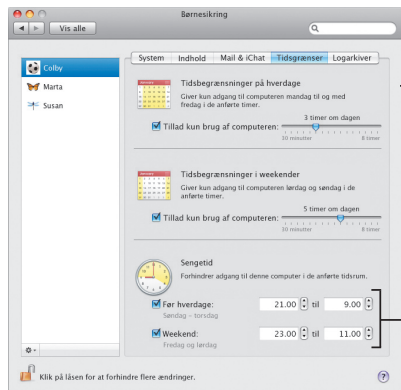 Børnesikring
Vis alle
System Indhold Mail & iChat Tidsgrænser Logarkiver
Colby
Marta
Susan
Tidsbegrænsninger på hverdage
Giver kun adgang til computeren mandag til og med
fredag i de anførte timer.
3 timer om dagen
Tillad kun brug af computeren:
30 minutter 8 timer
Tidsbegrænsninger i weekender
Giver kun adgang til computeren lørdag og søndag i de
anførte timer.
5 timer om dagen
Tillad kun brug af computeren:
30 minutter 8 timer
Sengetid
Forhindrer adgang til denne computer i de anførte tidsrum.
Før hverdage: 21.00 til 9.00
Søndag - torsdag
Weekend: 23.00 til 11.00
Fredag og lørdag
Klik på låsen for at forhindre flere ændringer.
?